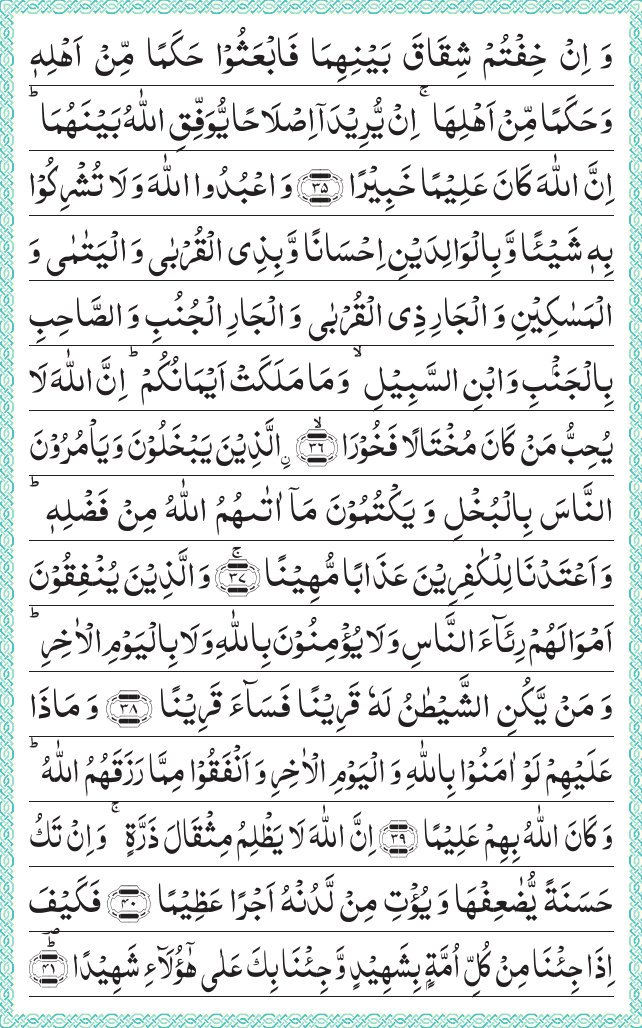 وَ اِنْ خِفْتُمْ شِقَاقَ بَيْنِهِمَا فَابْعَثُوْا حَكَمًا مِّنْ اَهْلِهٖ
وَحَكَمًا مِّنْ اَهْلِهَا ۚ اِنْ يُّرِيْدَاۤ اِصْلَاحًا يُّوَفِّقِ اللّٰهُ بَيْنَهُمَا ؕ
اِنَّ اللّٰهَ كَانَ عَلِيْمًا خَبِيْرًا ﴿۳۵﴾ وَ اعْبُدُوا اللّٰهَ وَ لَا تُشْرِكُوْا
بِهٖ شَيْـًٔا وَّ بِالْوَالِدَيْنِ اِحْسَانًا وَّ بِذِی الْقُرْبٰی وَ الْيَتٰمٰی وَ
الْمَسٰكِيْنِ وَ الْجَارِ ذِی الْقُرْبٰی وَ الْجَارِ الْجُنُبِ وَ الصَّاحِبِ
بِالْجَنْۢبِ وَ ابْنِ السَّبِيْلِ ۙ وَ مَا مَلَكَتْ اَيْمَانُكُمْ ؕ اِنَّ اللّٰهَ لَا
يُحِبُّ مَنْ كَانَ مُخْتَالًا فَخُوْرَا ﴿ۙ۳۶﴾ ۣالَّذِيْنَ يَبْخَلُوْنَ وَ يَاْمُرُوْنَ
النَّاسَ بِالْبُخْلِ وَ يَكْتُمُوْنَ مَاۤ اٰتٰىهُمُ اللّٰهُ مِنْ فَضْلِهٖ ؕ
وَ اَعْتَدْنَا لِلْكٰفِرِيْنَ عَذَابًا مُّهِيْنًا ﴿ۚ۳۷﴾ وَ الَّذِيْنَ يُنْفِقُوْنَ
اَمْوَالَهُمْ رِئَآءَ النَّاسِ وَ لَا يُؤْمِنُوْنَ بِاللّٰهِ وَ لَا بِالْيَوْمِ الْاٰخِرِ ؕ
وَ مَنْ يَّكُنِ الشَّيْطٰنُ لَهٗ قَرِيْنًا فَسَآءَ قَرِيْنًا ﴿۳۸﴾ وَ مَاذَا
عَلَيْهِمْ لَوْ اٰمَنُوْا بِاللّٰهِ وَ الْيَوْمِ الْاٰخِرِ وَ اَنْفَقُوْا مِمَّا رَزَقَهُمُ اللّٰهُ ؕ
وَ كَانَ اللّٰهُ بِهِمْ عَلِيْمًا ﴿۳۹﴾ اِنَّ اللّٰهَ لَا يَظْلِمُ مِثْقَالَ ذَرَّةٍ ۚ وَ اِنْ تَكُ
حَسَنَةً يُّضٰعِفْهَا وَ يُؤْتِ مِنْ لَّدُنْهُ اَجْرًا عَظِيْمًا ﴿۴۰﴾ فَكَيْفَ
اِذَا جِئْنَا مِنْ كُلِّ اُمَّةٍۭ بِشَهِيْدٍ وَّ جِئْنَا بِكَ عَلٰی هٰۤؤُلَآءِ شَهِيْدًا ﴿ؕ۴۱﴾